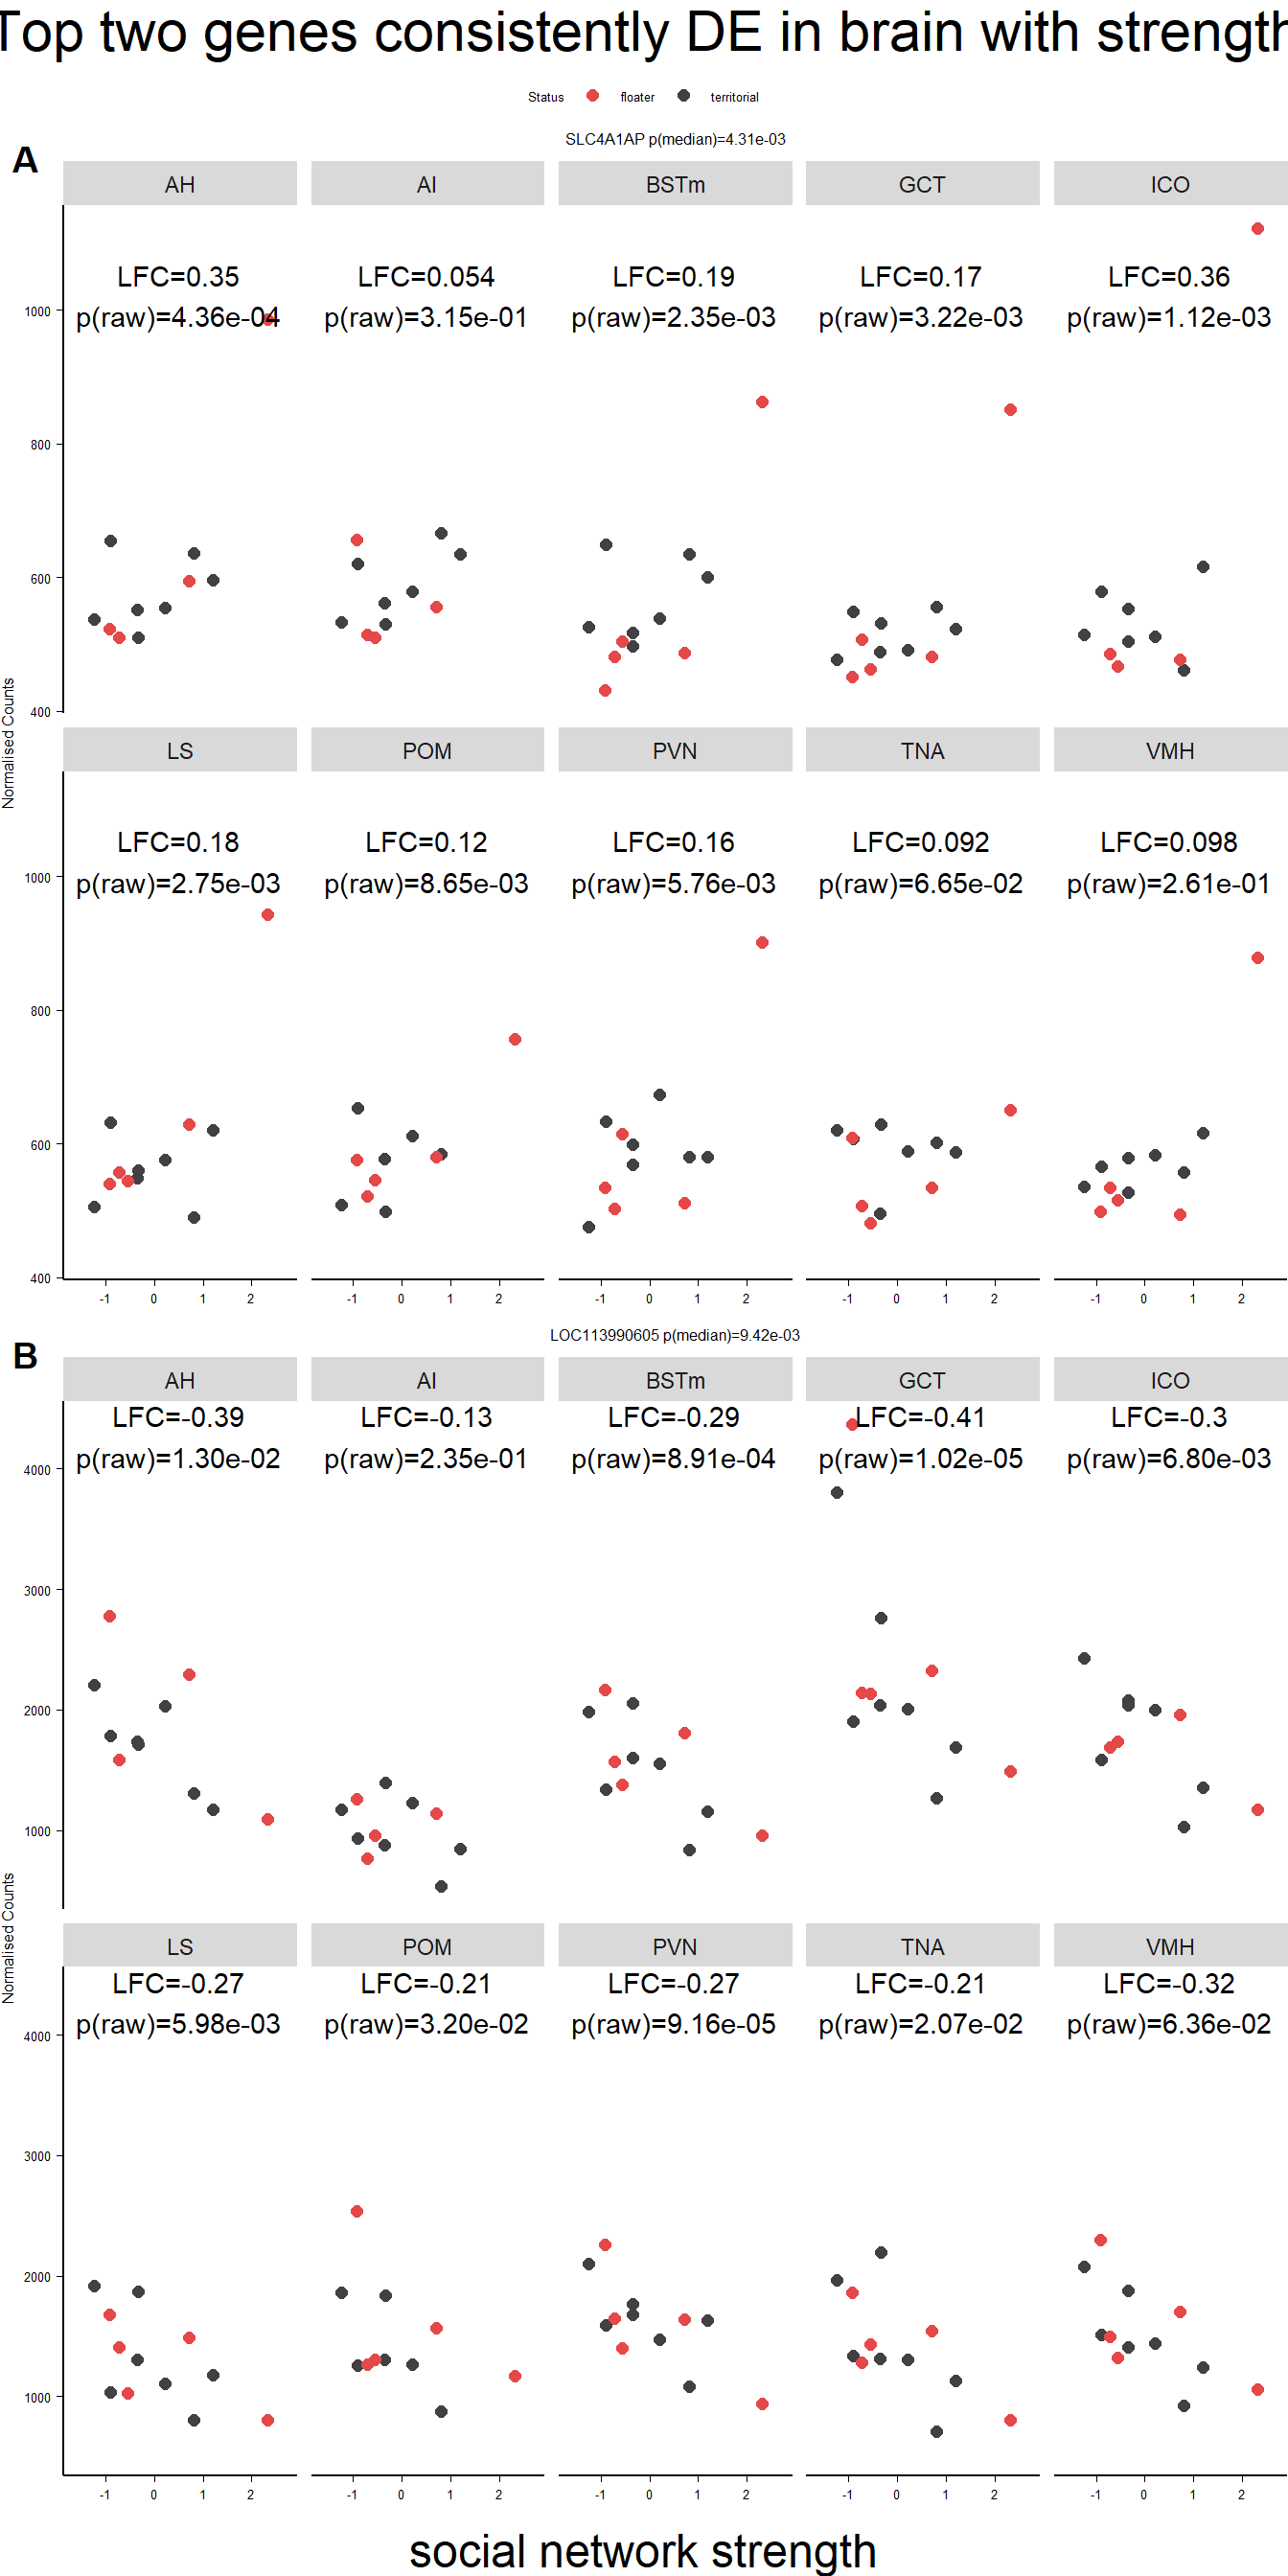 Top two genes consistently DE in brain with strength
Status floater territorial
SLC4A1AP p(median)=4.31e-03
A
AH AI BSTm GCT ICO
LFC=0.35 LFC=0.054 LFC=0.19 LFC=0.17 LFC=0.36
p(raw)=4.36e-04 p(raw)=3.15e-01 p(raw)=2.35e-03 p(raw)=3.22e-03 p(raw)=1.12e-03
1000
800
600
400
Normalised Counts
LS POM PVN TNA VMH
LFC=0.18 LFC=0.12 LFC=0.16 LFC=0.092 LFC=0.098
p(raw)=2.75e-03 p(raw)=8.65e-03 p(raw)=5.76e-03 p(raw)=6.65e-02 p(raw)=2.61e-01
1000
800
600
400
-1 0 1 2 -1 0 1 2 -1 0 1 2 -1 0 1 2 -1 0 1 2
LOC113990605 p(median)=9.42e-03
B
AH AI BSTm GCT ICO
LFC=-0.39 LFC=-0.13 LFC=-0.29 LFC=-0.41 LFC=-0.3
p(raw)=1.30e-02 p(raw)=2.35e-01 p(raw)=8.91e-04 p(raw)=1.02e-05 p(raw)=6.80e-03
4000
3000
2000
1000
Normalised Counts
LS POM PVN TNA VMH
LFC=-0.27 LFC=-0.21 LFC=-0.27 LFC=-0.21 LFC=-0.32
p(raw)=5.98e-03 p(raw)=3.20e-02 p(raw)=9.16e-05 p(raw)=2.07e-02 p(raw)=6.36e-02
4000
3000
2000
1000
-1 0 1 2 -1 0 1 2 -1 0 1 2 -1 0 1 2 -1 0 1 2
social network strength